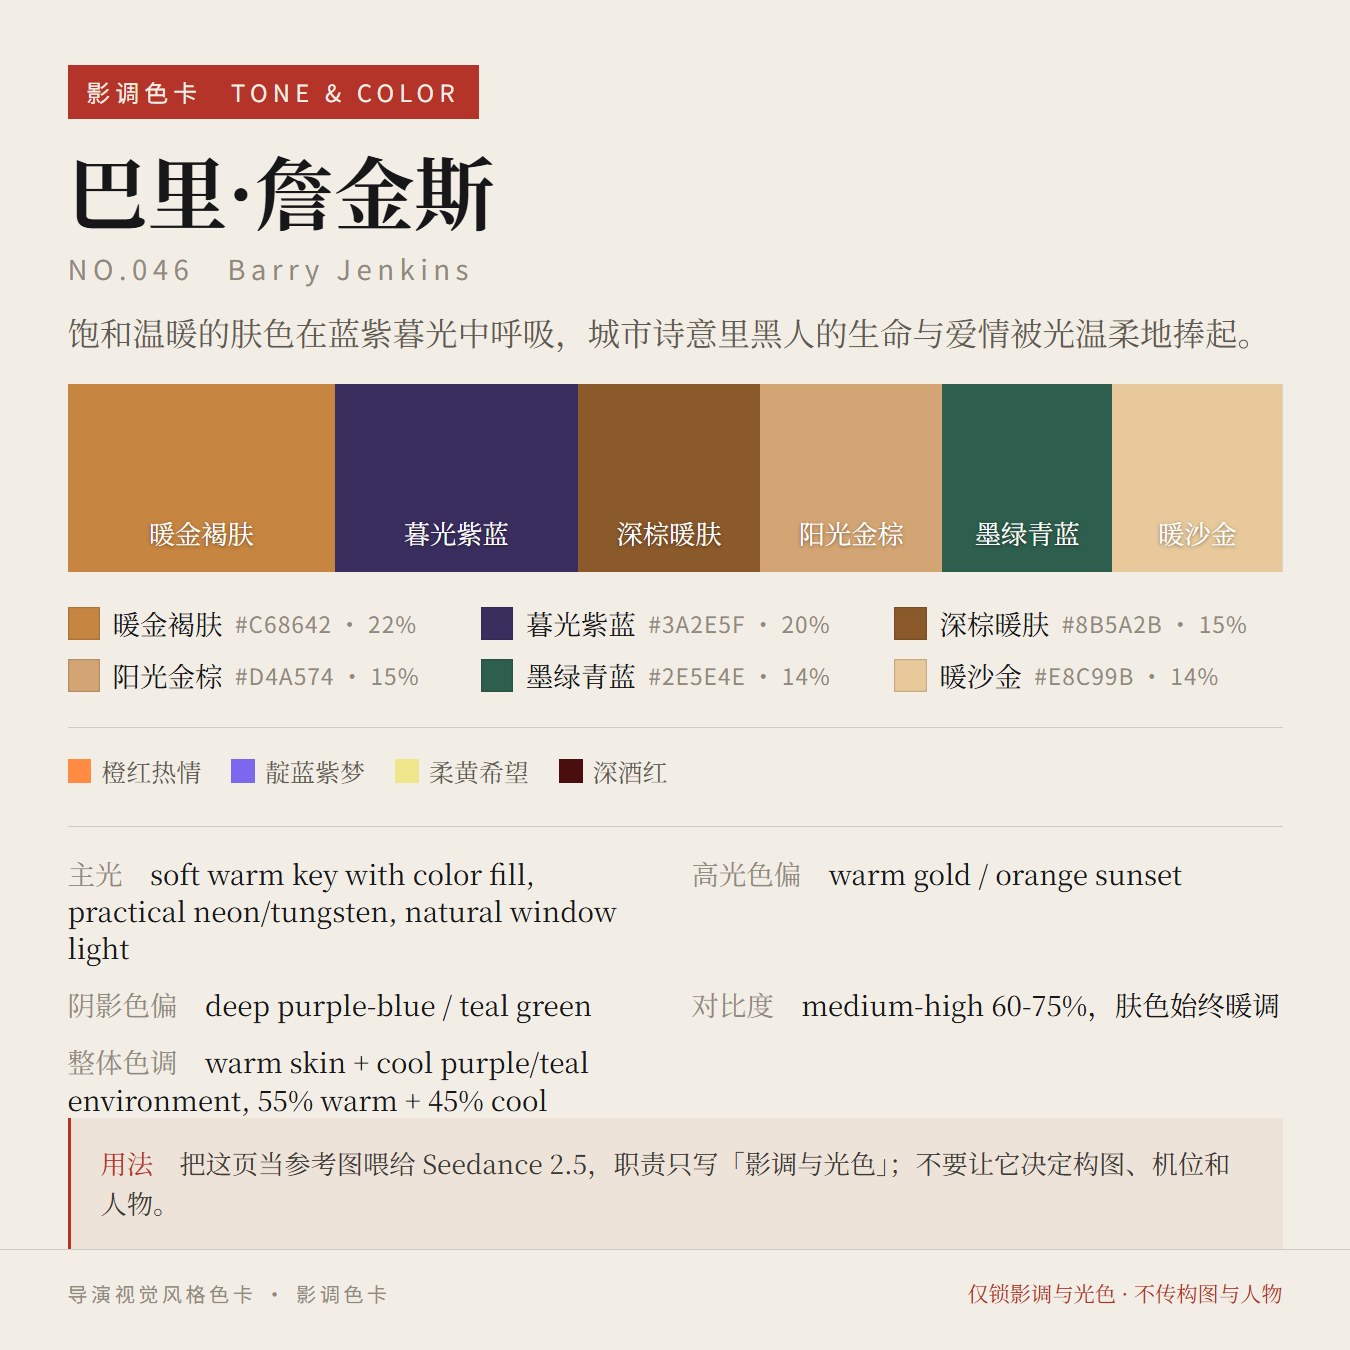 影调色卡 TONE & COLOR
巴里·詹金斯
NO.046 Barry Jenkins
饱和温暖的肤色在蓝紫暮光中呼吸，城市诗意里黑人的生命与爱情被光温柔地捧起。
暖金褐肤 暮光紫蓝 深棕暖肤 阳光金棕 墨绿青蓝 暖沙金
暖金褐肤 #C68642 • 22% 暮光紫蓝 #3A2E5F • 20% 深棕暖肤 #8B5A2B • 15%
阳光金棕 #D4A574 • 15% 墨绿青蓝 #2E5E4E • 14% 暖沙金 #E8C99B • 14%
橙红热情 靛蓝紫梦 柔黄希望 深酒红
主光 soft warm key with color fill,
practical neon/tungsten, natural window
light
高光色偏 warm gold / orange sunset
阴影色偏 deep purple-blue / teal green
对比度 medium-high 60-75%，肤色始终暖调
整体色调 warm skin + cool purple/teal
environment, 55% warm + 45% cool
用法 把这页当参考图喂给 Seedance 2.5，职责只写「影调与光色」；不要让它决定构图、机位和
人物。
导演视觉风格色卡 • 影调色卡
仅锁影调与光色 · 不传构图与人物